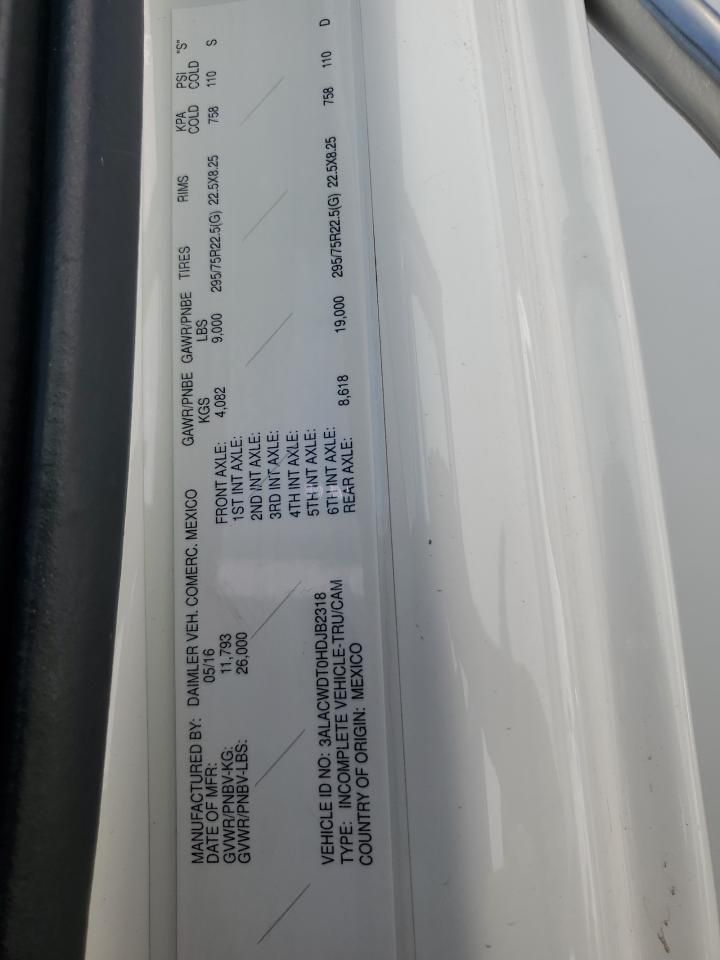 MANUFACTURED BY: DAIMLER VEH. COMERC. MEXICO
DATE OF MFR: 05/16
GVWR/PNBV-KG: 11,793
GVWR/PNBV-LBS: 26,000
VEHICLE ID NO: 3ALACWDT0HDJB2318
TYPE: INCOMPLETE VEHICLE-TRU/CAM
COUNTRY OF ORIGIN: MEXICO
GAWR/PNBE GAWR/PNBE TIRES RIMS KPA PSI "S"
KGS LBS COLD COLD
FRONT AXLE: 4,082 9,000 295/75R22.5(G) 22.5X8.25 758 110 S
1ST INT AXLE:
2ND INT AXLE:
3RD INT AXLE:
4TH INT AXLE:
5TH INT AXLE:
6TH INT AXLE:
REAR AXLE: 8,618 19,000 295/75R22.5(G) 22.5X8.25 758 110 D